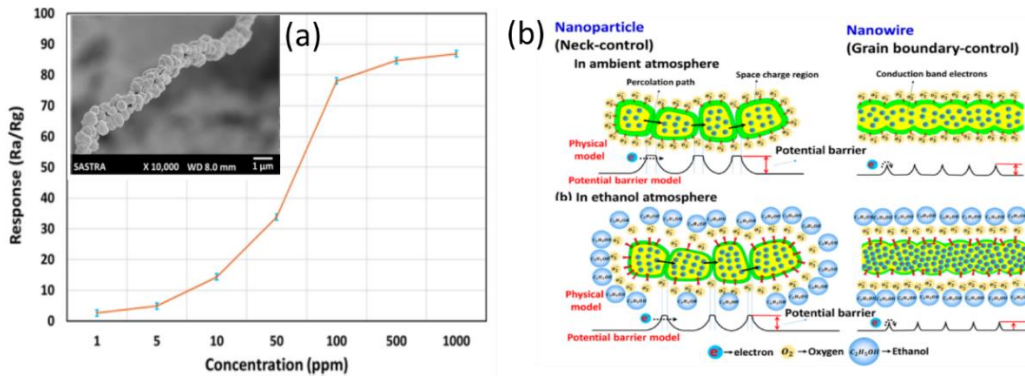 (a)
Response (Ra/Rg)
100
90
80
70
60
50
40
30
20
10
0
SASTRA X 10,000 WD 8.0 mm 1 µm
1 5 10 50 100 500 1000
Concentration (ppm)
(b)
Nanoparticle
(Neck-control)
Nanowire
(Grain boundary-control)
In ambient atmosphere
Percolation path
Space charge region
Conduction band electrons
Physical
model
Potential barrier
Potential barrier model
(b) In ethanol atmosphere
Physical
model
Potential barrier
Potential barrier model
e →electron O₂ →Oxygen C₂H₅OH →Ethanol